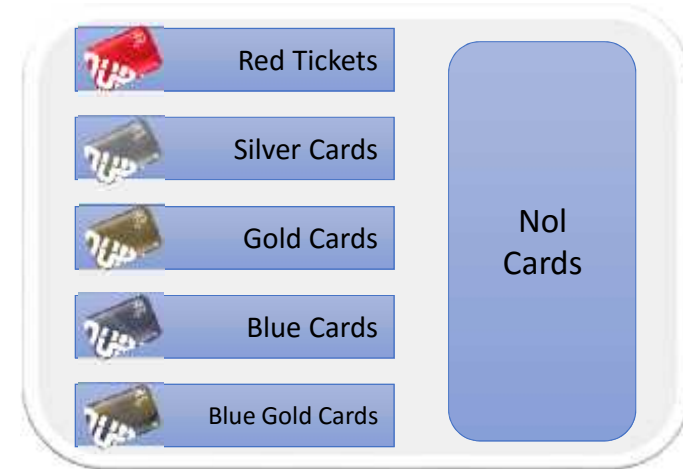 Red Tickets
Silver Cards
Gold Cards
Blue Cards
Blue Gold Cards
Nol
Cards